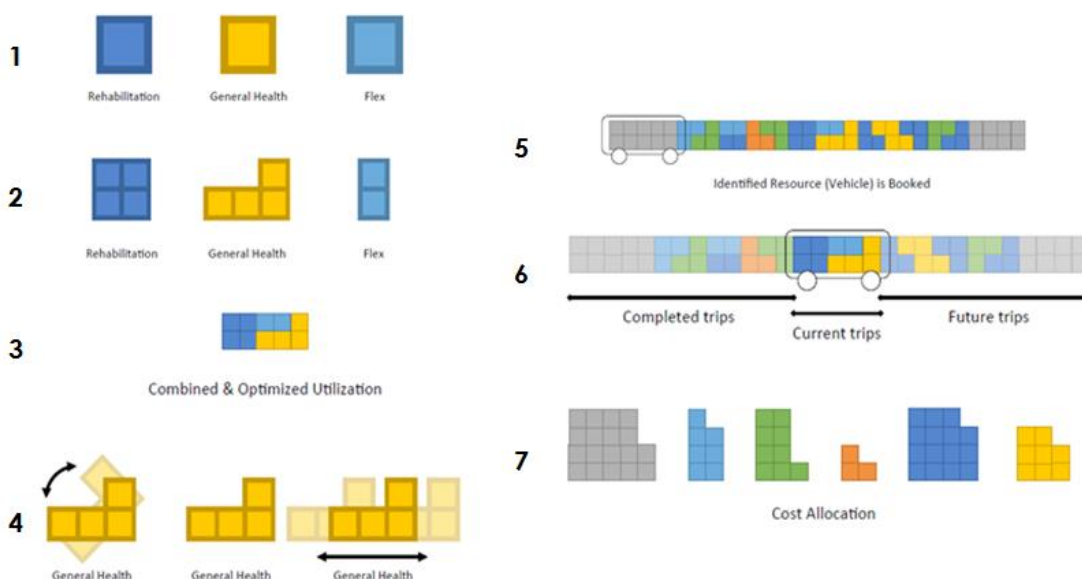 1
Rehabilitation General Health Flex
2
Rehabilitation General Health Flex
3
Combined & Optimized Utilization
4
General Health General Health General Health
5
Identified Resource (Vehicle) is Booked
6
Completed trips Current trips Future trips
7
Cost Allocation